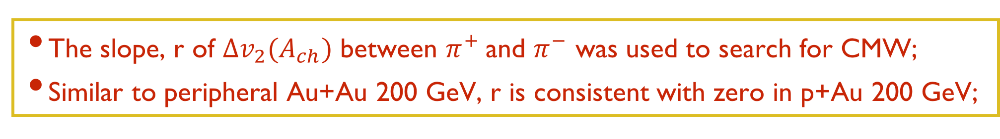 • The slope, r of Δv₂(A_ch) between π⁺ and π⁻ was used to search for CMW;
• Similar to peripheral Au+Au 200 GeV, r is consistent with zero in p+Au 200 GeV;